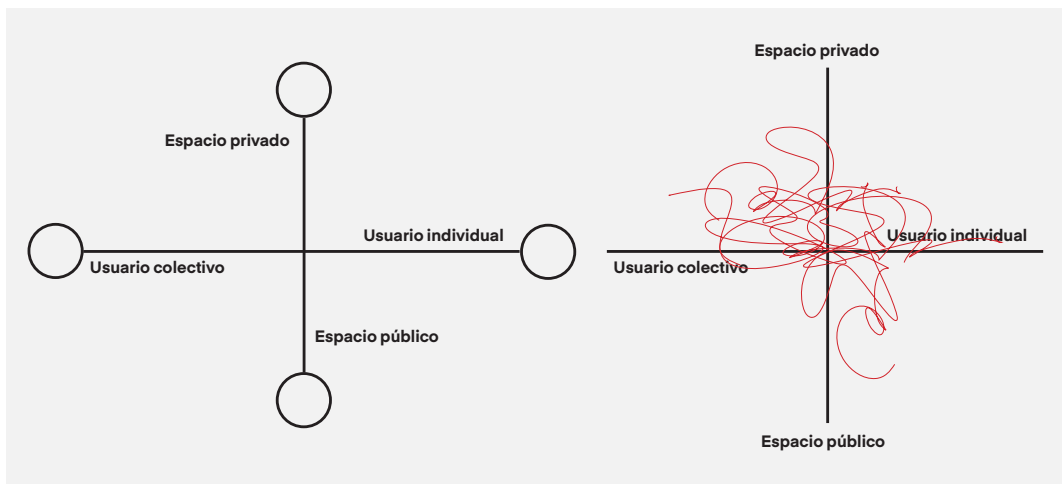 Espacio privado
Usuario individual
Usuario colectivo
Espacio público
Espacio privado
Usuario individual
Usuario colectivo
Espacio público